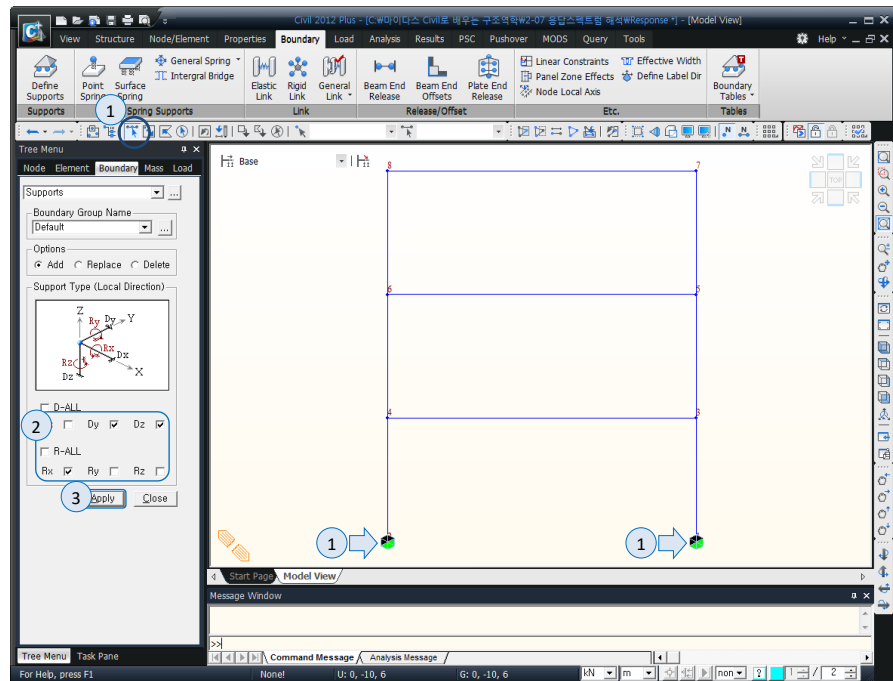 Civil 2012 Plus - [C:₩마이다스 Civil로 배우는 구조역학₩2-07 응답스펙트럼 해석₩Response *] - [Model View]
View Structure Node/Element Properties Boundary Load Analysis Results PSC Pushover MODS Query Tools Help
Define Supports
Point Spring
Surface Spring
General Spring
Intergral Bridge
Elastic Link
Rigid Link
General Link
Beam End Release
Beam End Offsets
Plate End Release
Linear Constraints
Panel Zone Effects
Node Local Axis
Effective Width
Define Label Dir
Boundary Tables
Supports Spring Supports Link Release/Offset Etc. Tables
1
Tree Menu
Node Element Boundary Mass Load
Supports
...
Boundary Group Name
Default
...
Options
Add Replace Delete
Support Type (Local Direction)
Z
Ry Dy Y
Rx Dx
Rz
Dz X
D-ALL
2
Dy Dz
R-ALL
Rx Ry Rz
3
Apply Close
Base
TOP
8 7
6 5
4 3
1 1
Start Page Model View
Message Window
>>
Command Message Analysis Message
Tree Menu Task Pane
For Help, press F1 None! U: 0, -10, 6 G: 0, -10, 6 kN m non ? 1 / 2